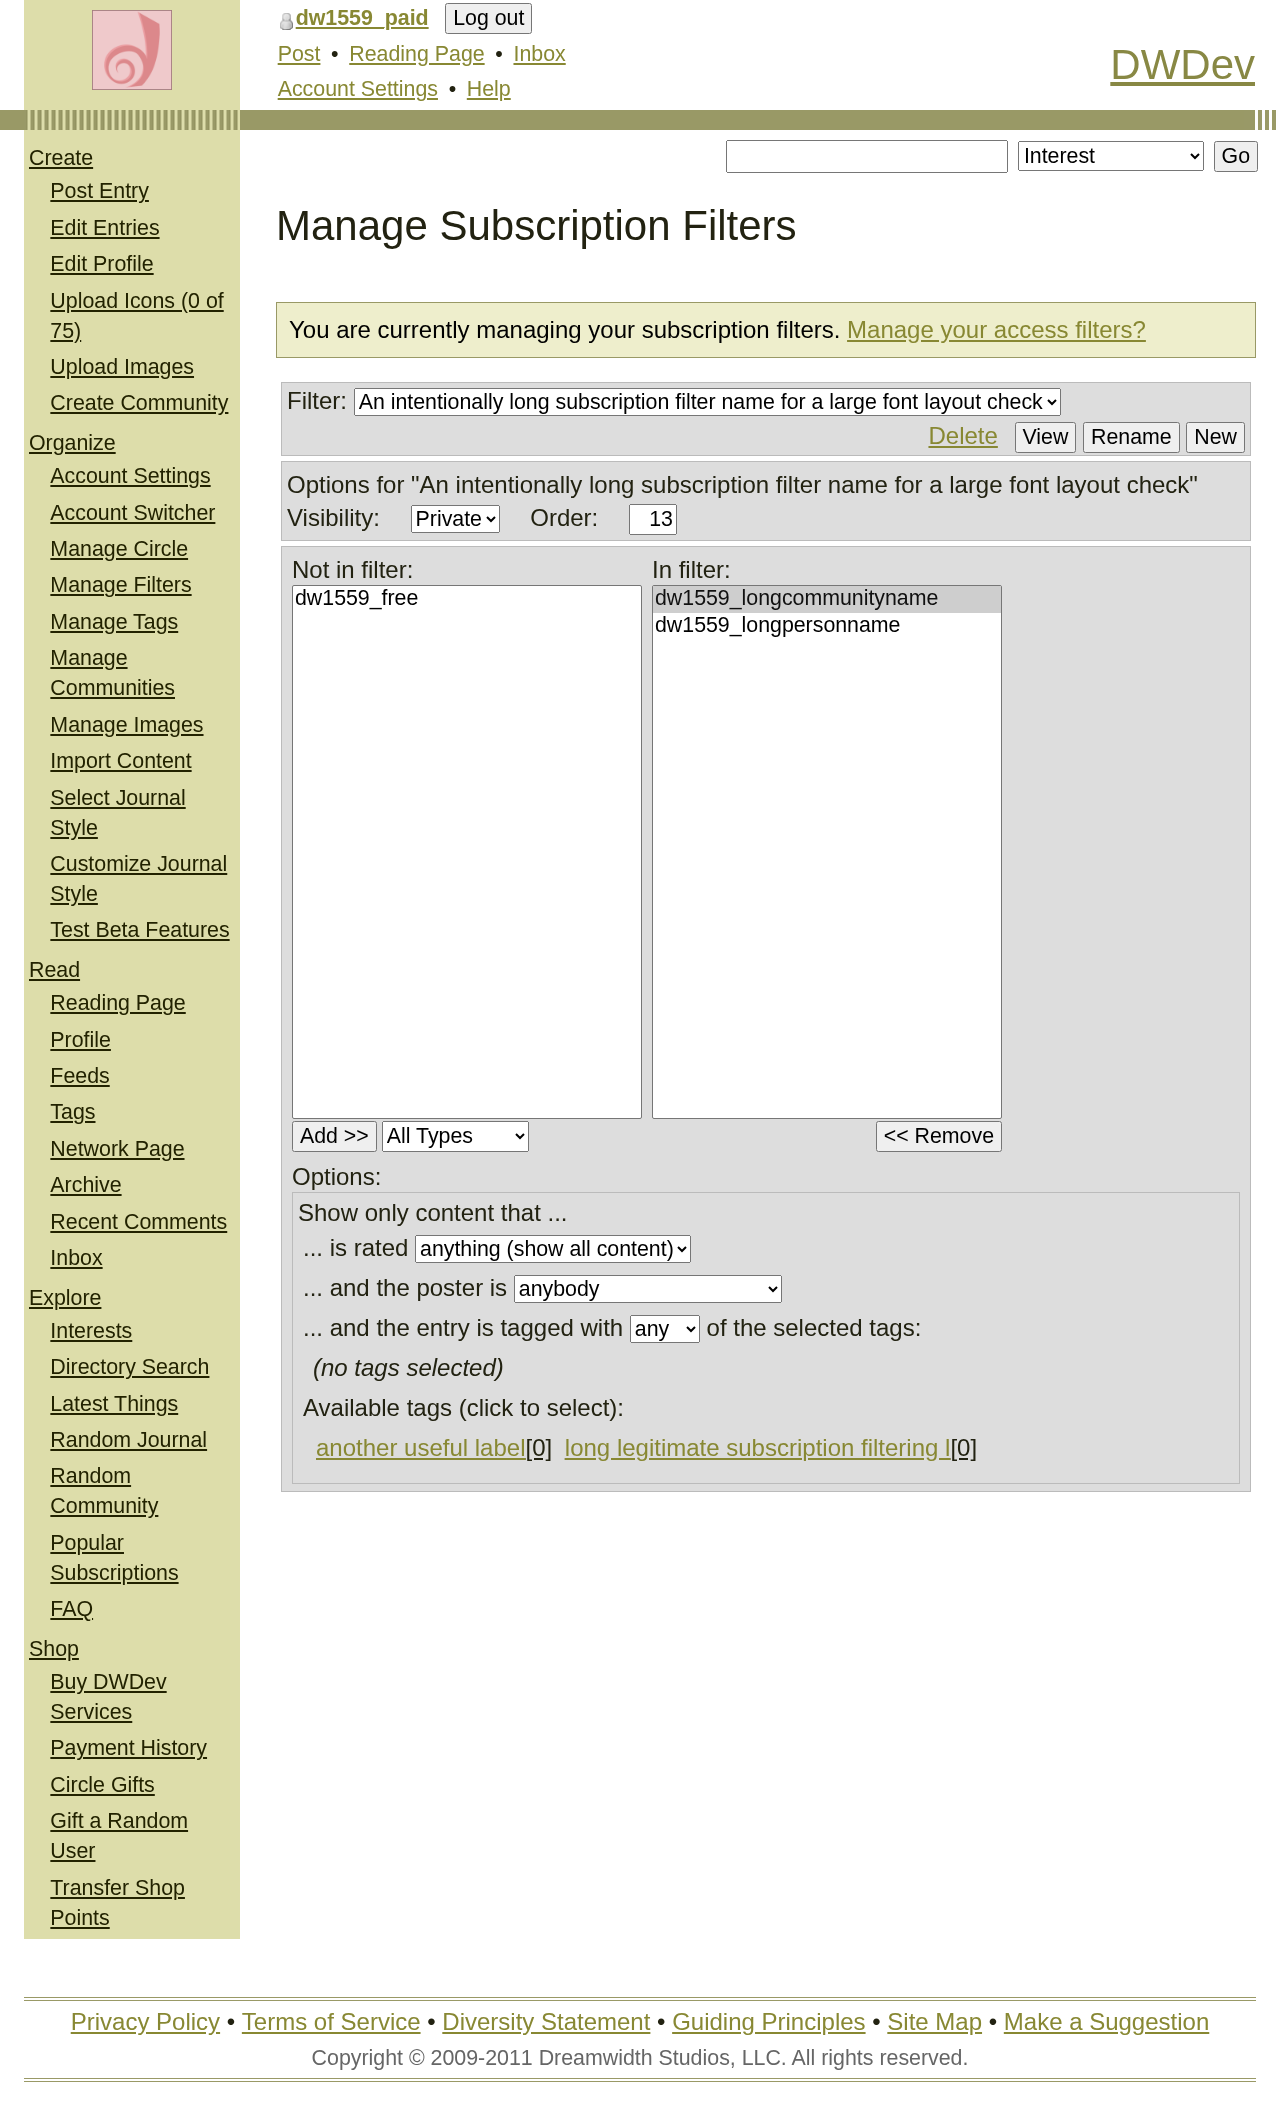 dw1559_paid Log out
Post • Reading Page • Inbox
Account Settings • Help
DWDev
Interest Go
Create
Post Entry
Edit Entries
Edit Profile
Upload Icons (0 of
75)
Upload Images
Create Community
Organize
Account Settings
Account Switcher
Manage Circle
Manage Filters
Manage Tags
Manage
Communities
Manage Images
Import Content
Select Journal
Style
Customize Journal
Style
Test Beta Features
Read
Reading Page
Profile
Feeds
Tags
Network Page
Archive
Recent Comments
Inbox
Explore
Interests
Directory Search
Latest Things
Random Journal
Random
Community
Popular
Subscriptions
FAQ
Shop
Buy DWDev
Services
Payment History
Circle Gifts
Gift a Random
User
Transfer Shop
Points
Manage Subscription Filters
You are currently managing your subscription filters. Manage your access filters?
Filter: An intentionally long subscription filter name for a large font layout check
Delete View Rename New
Options for "An intentionally long subscription filter name for a large font layout check"
Visibility: Private Order: 13
Not in filter: In filter:
dw1559_free dw1559_longcommunityname
dw1559_longpersonname
Add >> All Types << Remove
Options:
Show only content that ...
... is rated anything (show all content)
... and the poster is anybody
... and the entry is tagged with any of the selected tags:
(no tags selected)
Available tags (click to select):
another useful label[0] long legitimate subscription filtering l[0]
Privacy Policy • Terms of Service • Diversity Statement • Guiding Principles • Site Map • Make a Suggestion
Copyright © 2009-2011 Dreamwidth Studios, LLC. All rights reserved.